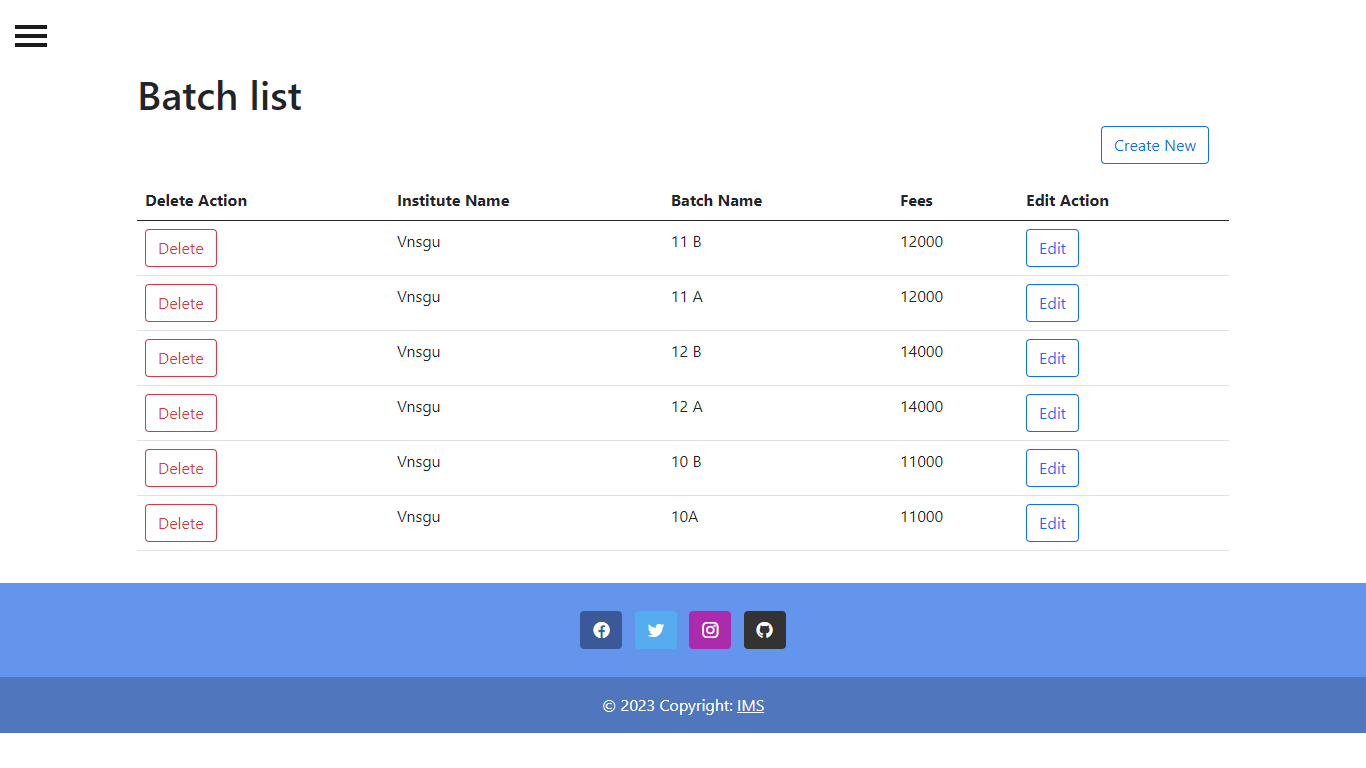 Batch list
Create New
Delete Action Institute Name Batch Name Fees Edit Action
Delete Vnsgu 11 B 12000 Edit
Delete Vnsgu 11 A 12000 Edit
Delete Vnsgu 12 B 14000 Edit
Delete Vnsgu 12 A 14000 Edit
Delete Vnsgu 10 B 11000 Edit
Delete Vnsgu 10A 11000 Edit
© 2023 Copyright: IMS